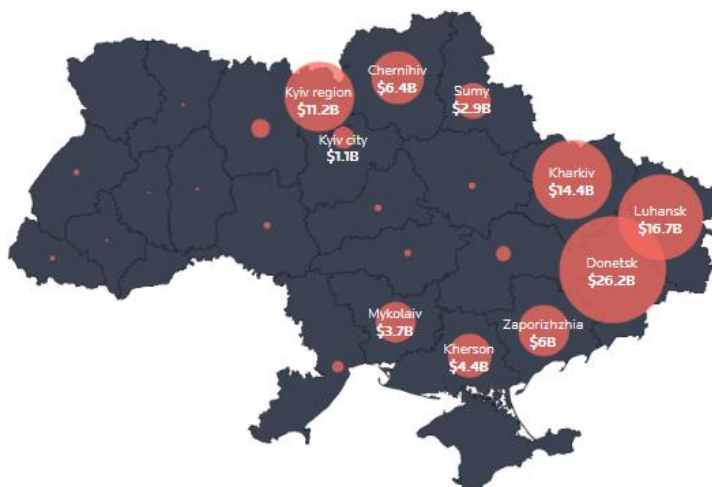 Chernihiv
$6.4B
Kyiv region
$11.2B
Sumy
$2.9B
Kyiv city
$1.1B
Kharkiv
$14.4B
Luhansk
$16.7B
Donetsk
$26.2B
Mykolaiv
$3.7B
Zaporizhzhia
$6B
Kherson
$4.4B